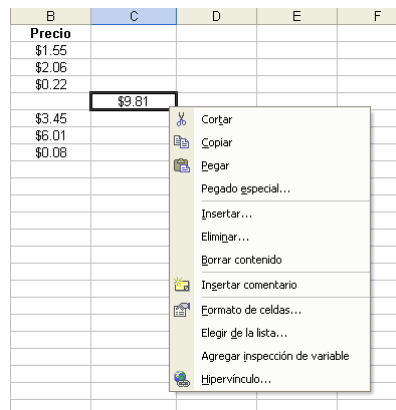 B C D E F
Precio
$1.55
$2.06
$0.22
$9.81
$3.45
$6.01
$0.08
Cortar
Copiar
Pegar
Pegado especial...
Insertar...
Eliminar...
Borrar contenido
Insertar comentario
Formato de celdas...
Elegir de la lista...
Agregar inspección de variable
Hipervínculo...